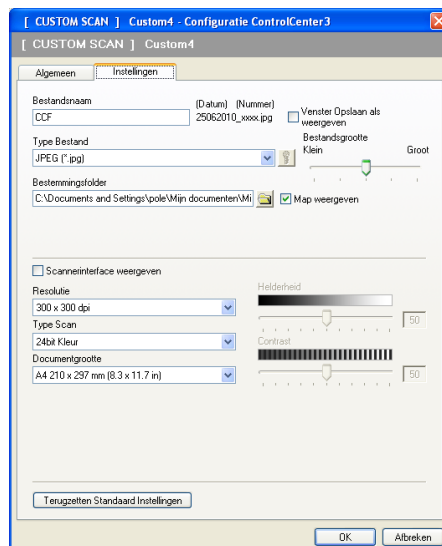 [ CUSTOM SCAN ] Custom4 - Configuratie ControlCenter3
[ CUSTOM SCAN ] Custom4
Algemeen
Instellingen
Bestandsnaam
(Datum) (Nummer)
CCF
25062010_xxxx.jpg
Venster Opslaan als
weergeven
Type Bestand
Bestandsgrootte
Klein
Groot
JPEG (*.jpg)
Bestemmingsfolder
C:\Documents and Settings\pole\Mijn documenten\Mi
Map weergeven
Scannerinterface weergeven
Resolutie
Helderheid
300 x 300 dpi
50
Type Scan
24bit Kleur
Contrast
Documentgrootte
A4 210 x 297 mm (8.3 x 11.7 in)
50
Terugzetten Standaard Instellingen
OK
Afbreken